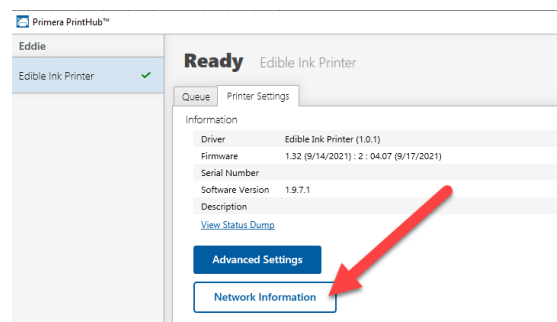 Primera PrintHub™
Eddie
Edible Ink Printer
Ready Edible Ink Printer
Queue Printer Settings
Information
Driver Edible Ink Printer (1.0.1)
Firmware 1.32 (9/14/2021) : 2 : 04.07 (9/17/2021)
Serial Number
Software Version 1.9.7.1
Description
View Status Dump
Advanced Settings
Network Information